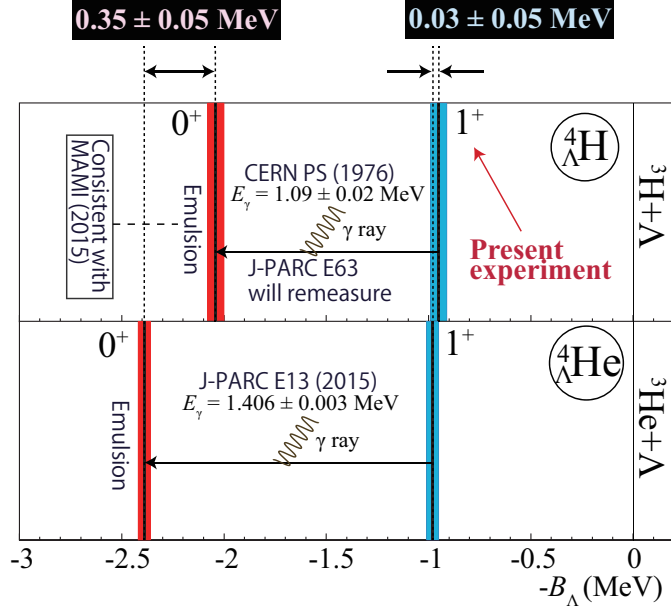 0.35 ± 0.05 MeV
0.03 ± 0.05 MeV
0⁺
1⁺
⁴ΛH
³H+Λ
Consistent with
MAMI (2015)
Emulsion
CERN PS (1976)
Eγ = 1.09 ± 0.02 MeV
γ ray
J-PARC E63
will remeasure
Present
experiment
0⁺
1⁺
⁴ΛHe
³He+Λ
Emulsion
J-PARC E13 (2015)
Eγ = 1.406 ± 0.003 MeV
γ ray
-3 -2.5 -2 -1.5 -1 -0.5 0
-BΛ(MeV)